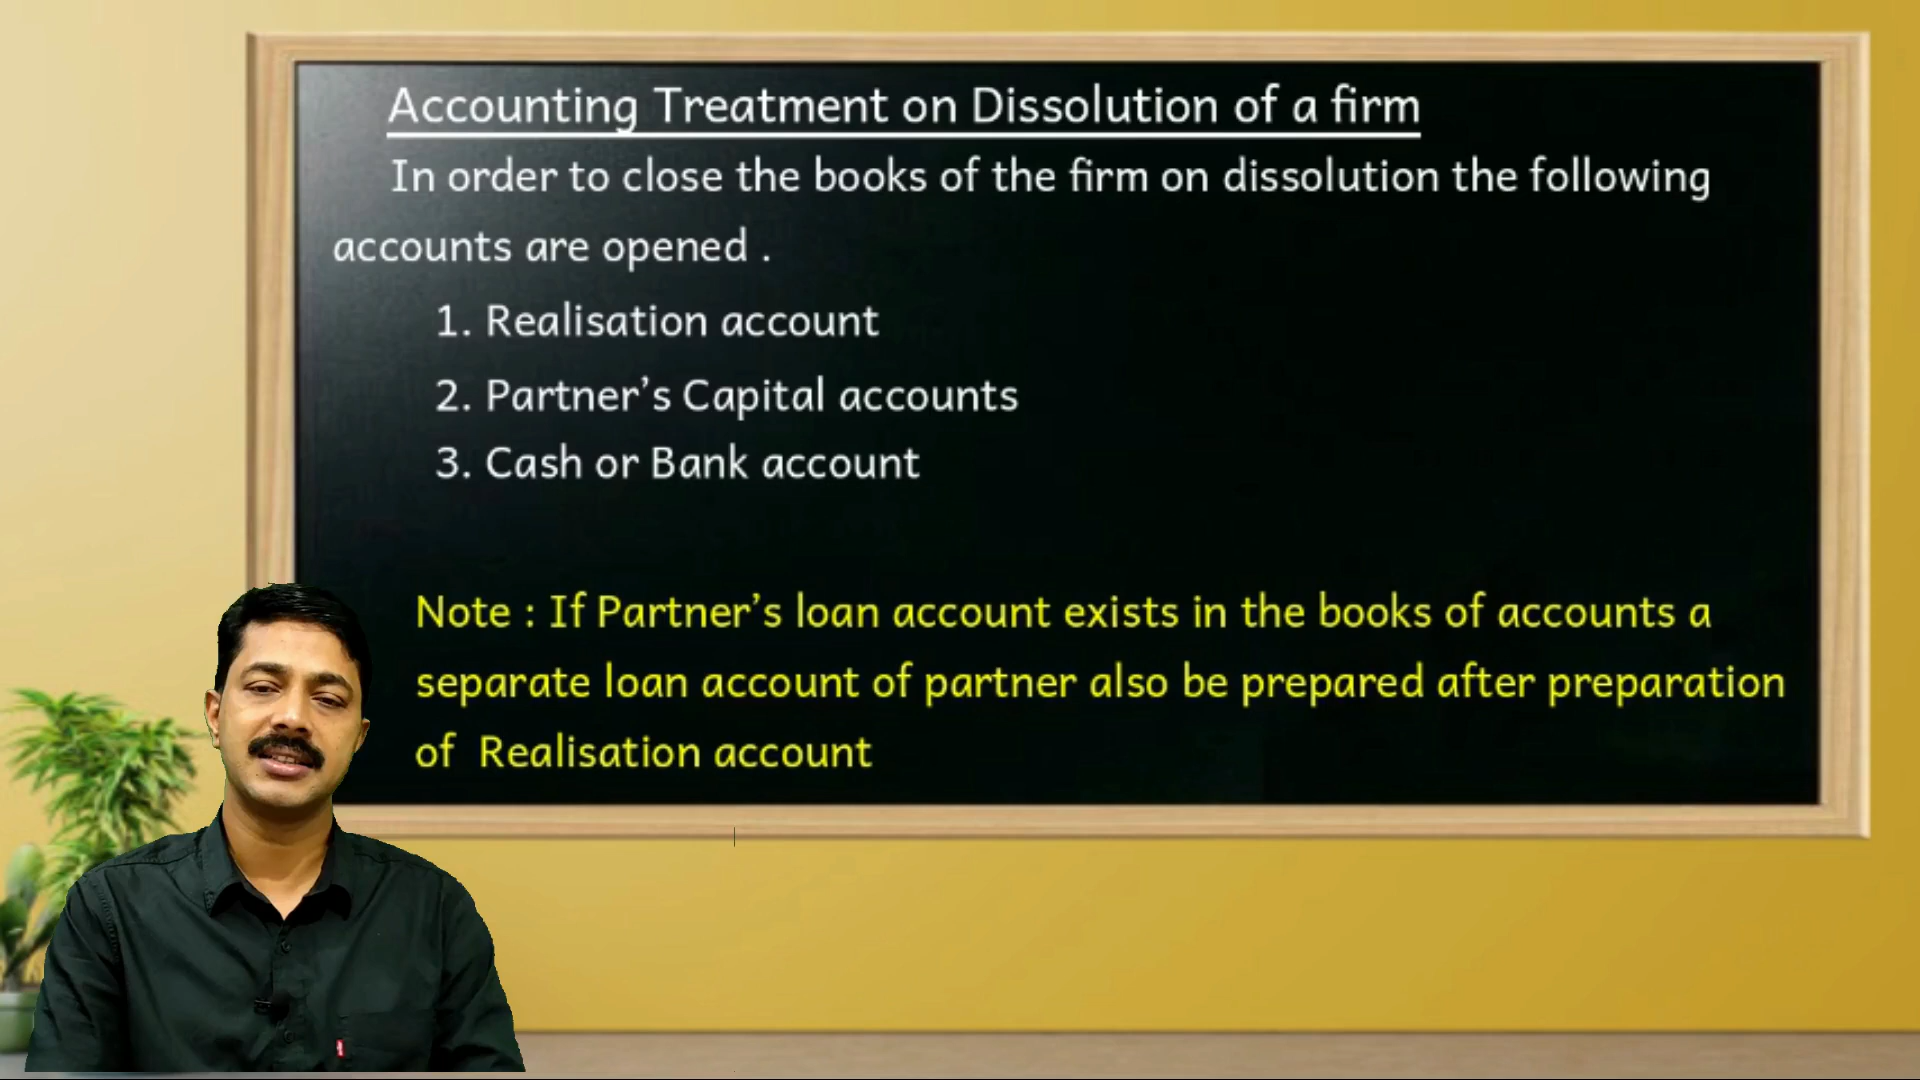 Accounting Treatment on Dissolution of a firm
In order to close the books of the firm on dissolution the following
accounts are opened .
1. Realisation account
2. Partner’s Capital accounts
3. Cash or Bank account
Note : If Partner’s loan account exists in the books of accounts a
separate loan account of partner also be prepared after preparation
of Realisation account